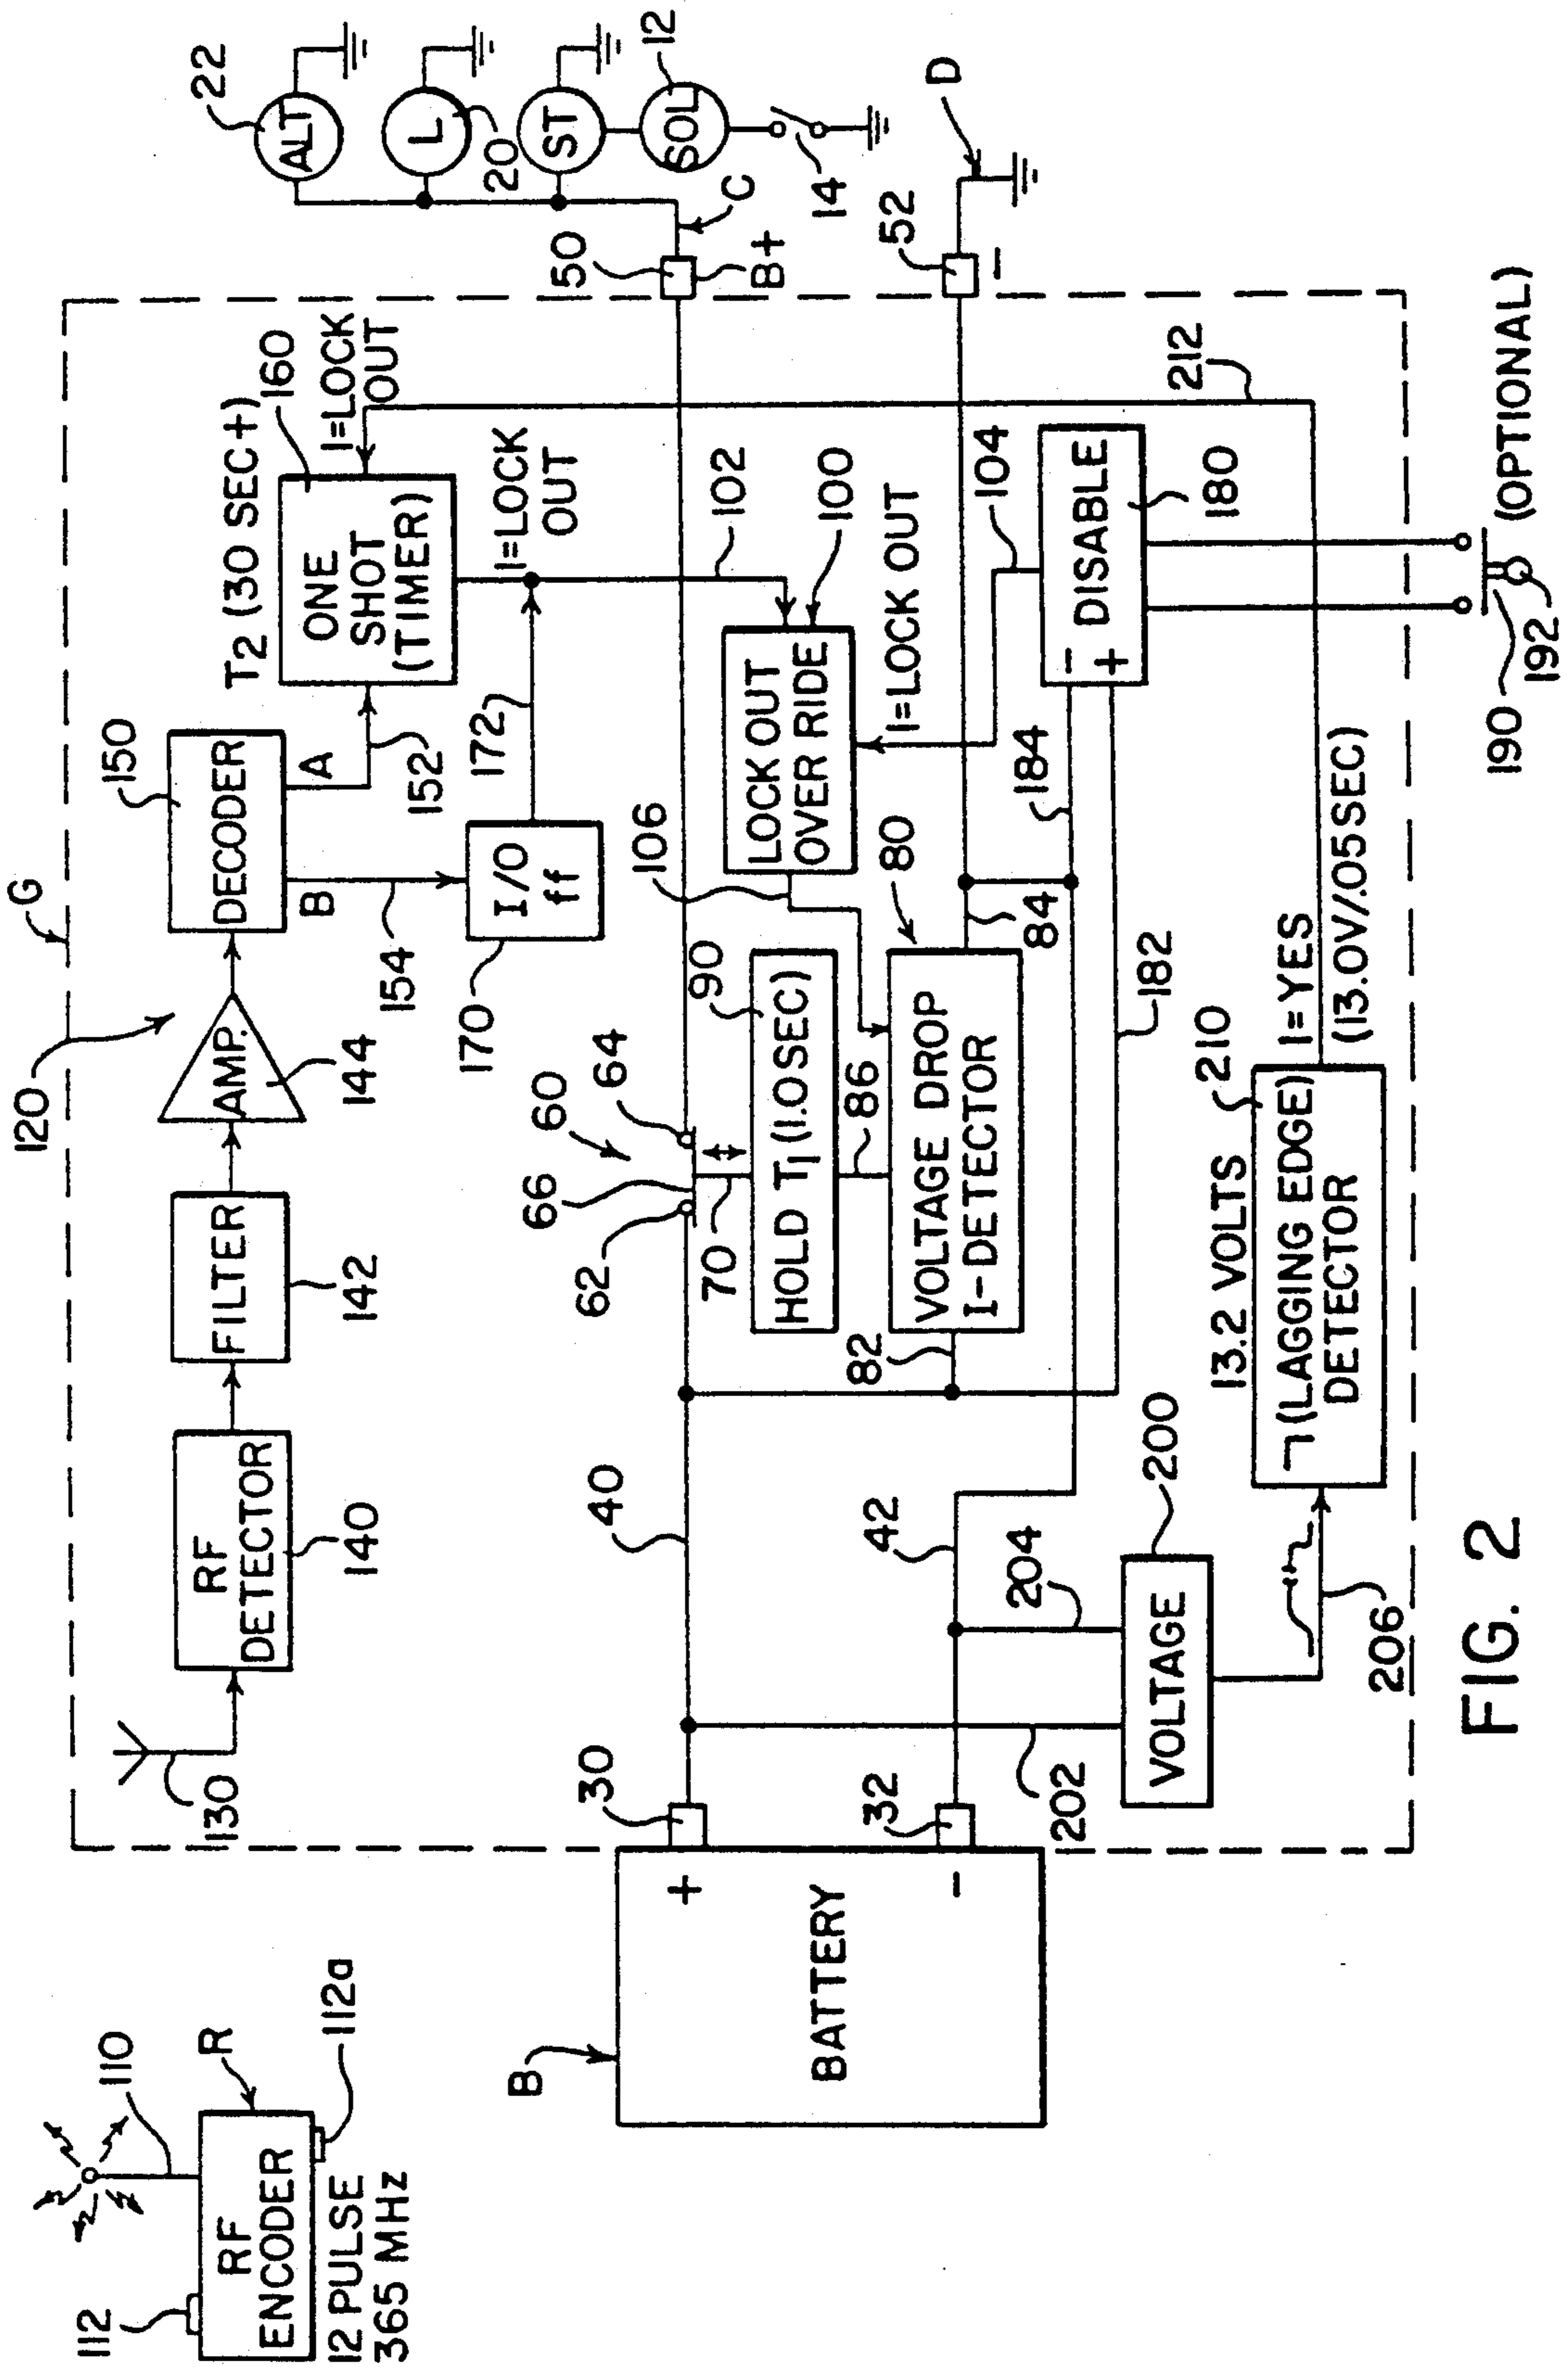 112
RF
ENCODER
12 PULSE
365 MHz
110
R
112a
B
BATTERY
+
−
30
32
130
RF
DETECTOR
140
FILTER
142
120
AMP.
144
G
150
DECODER
A
B
152
154
I/O
ff
170
172
T2 (30 SEC+)
ONE
SHOT
(TIMER)
160
1=LOCK
OUT
1=LOCK
OUT
102
40
42
60
62
64
66
70
HOLD T1 (1.0 SEC)
90
86
VOLTAGE DROP
I-DETECTOR
80
82
84
106
LOCK OUT
OVER RIDE
100
1=LOCK OUT
104
−
+
DISABLE
180
182
184
190
192
(OPTIONAL)
200
VOLTAGE
202
204
206
13.2 VOLTS
210
(LAGGING EDGE)
DETECTOR
1=YES
(13.0V/.05SEC)
212
50
B+
C
52
−
D
22
ALT
L
20
ST
SOL
12
14
FIG. 2